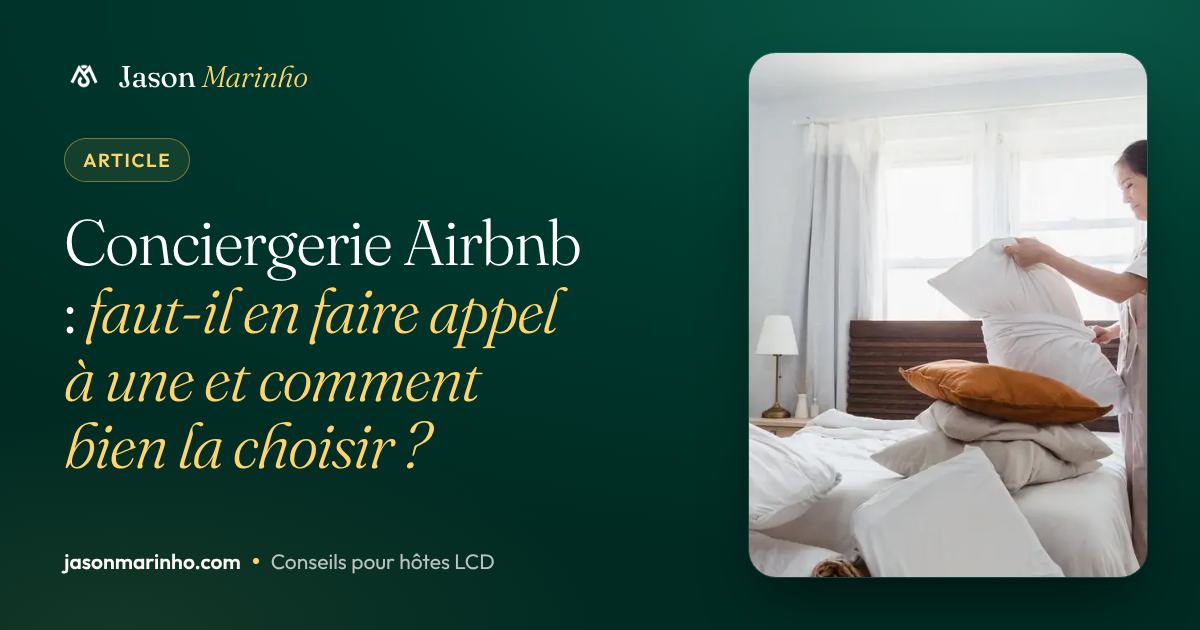 Jason Marinho
ARTICLE
Conciergerie Airbnb
: faut-il en faire appel
à une et comment
bien la choisir ?
jasonmarinho.com • Conseils pour hôtes LCD